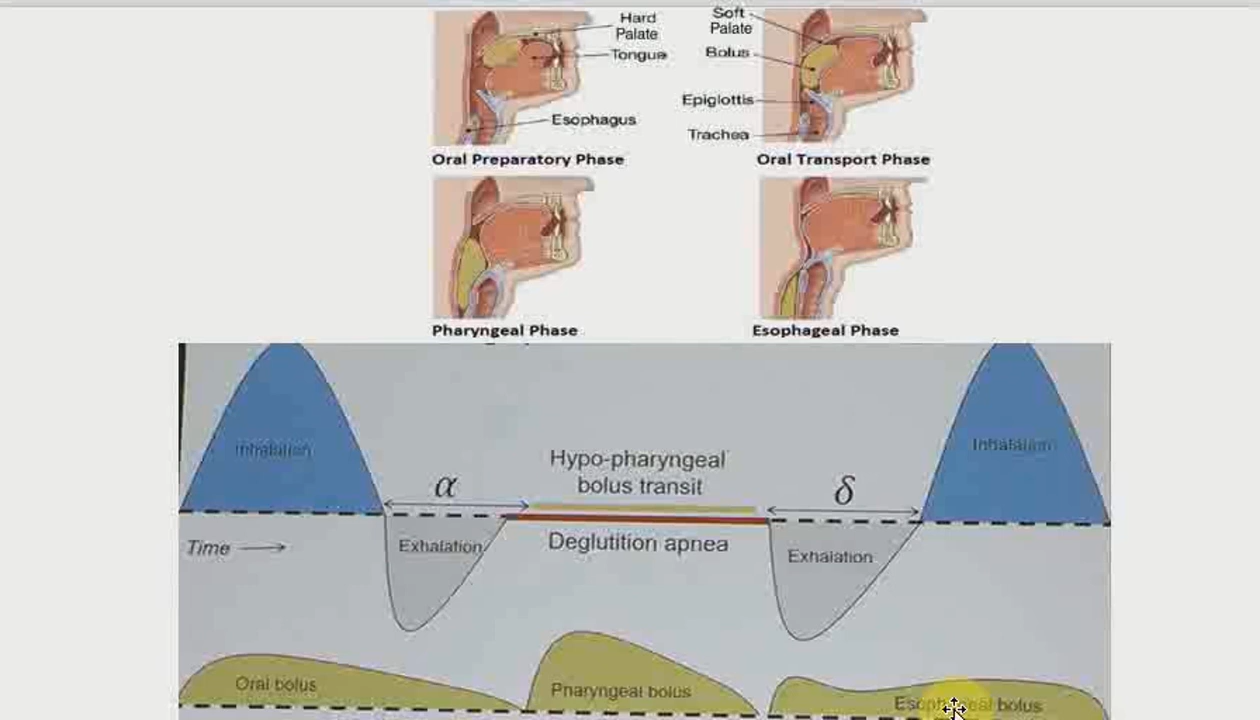 Hard
Palate
Tongue
Esophagus
Oral Preparatory Phase
Soft
Palate
Bolus
Epiglottis
Trachea
Oral Transport Phase
Pharyngeal Phase
Esophageal Phase
Inhalation
α
Hypo-pharyngeal
bolus transit
δ
Inhalation
Time
Exhalation
Deglutition apnea
Exhalation
Oral bolus
Pharyngeal bolus
Esophageal bolus